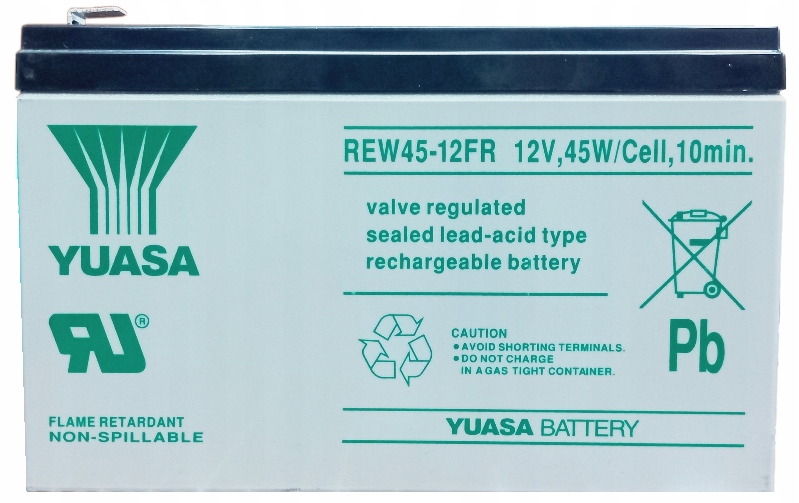 YUASA
REW45-12FR 12V,45W/Cell,10min.
valve regulated
sealed lead-acid type
rechargeable battery
Pb
RU®
CAUTION
● AVOID SHORTING TERMINALS.
● DO NOT CHARGE
IN A GAS TIGHT CONTAINER.
FLAME RETARDANT
NON-SPILLABLE
YUASA BATTERY